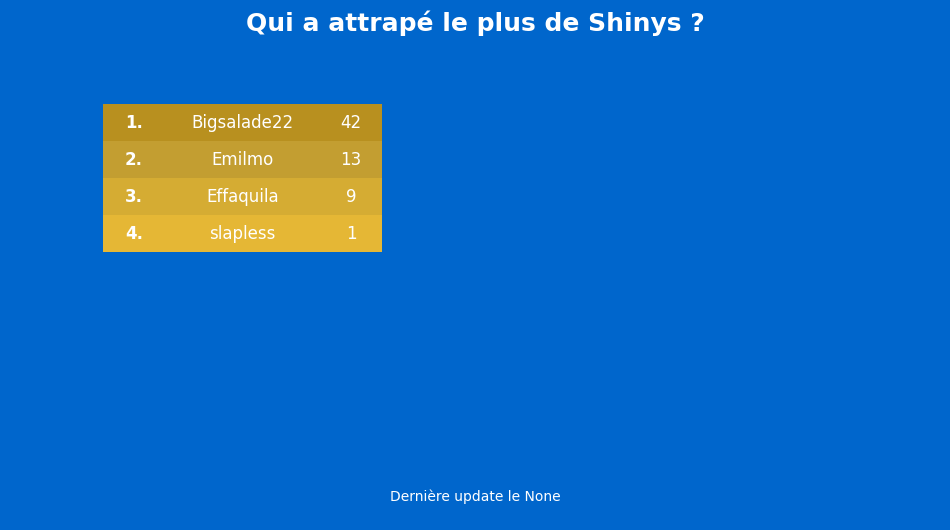 Qui a attrapé le plus de Shinys ?
1. Bigsalade22 42
2. Emilmo 13
3. Effaquila 9
4. slapless 1
Dernière update le None